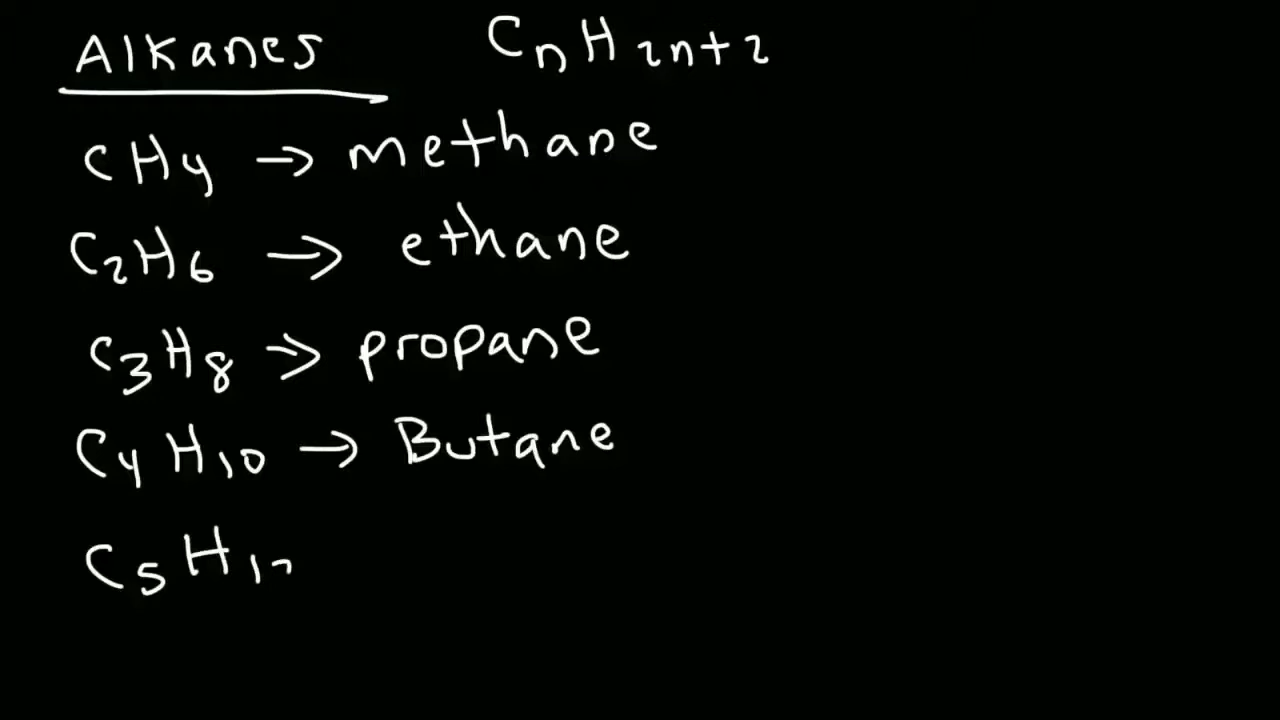 Alkanes CnH2n+2
CH4 → methane
C2H6 → ethane
C3H8 → propane
C4H10 → Butane
C5H1